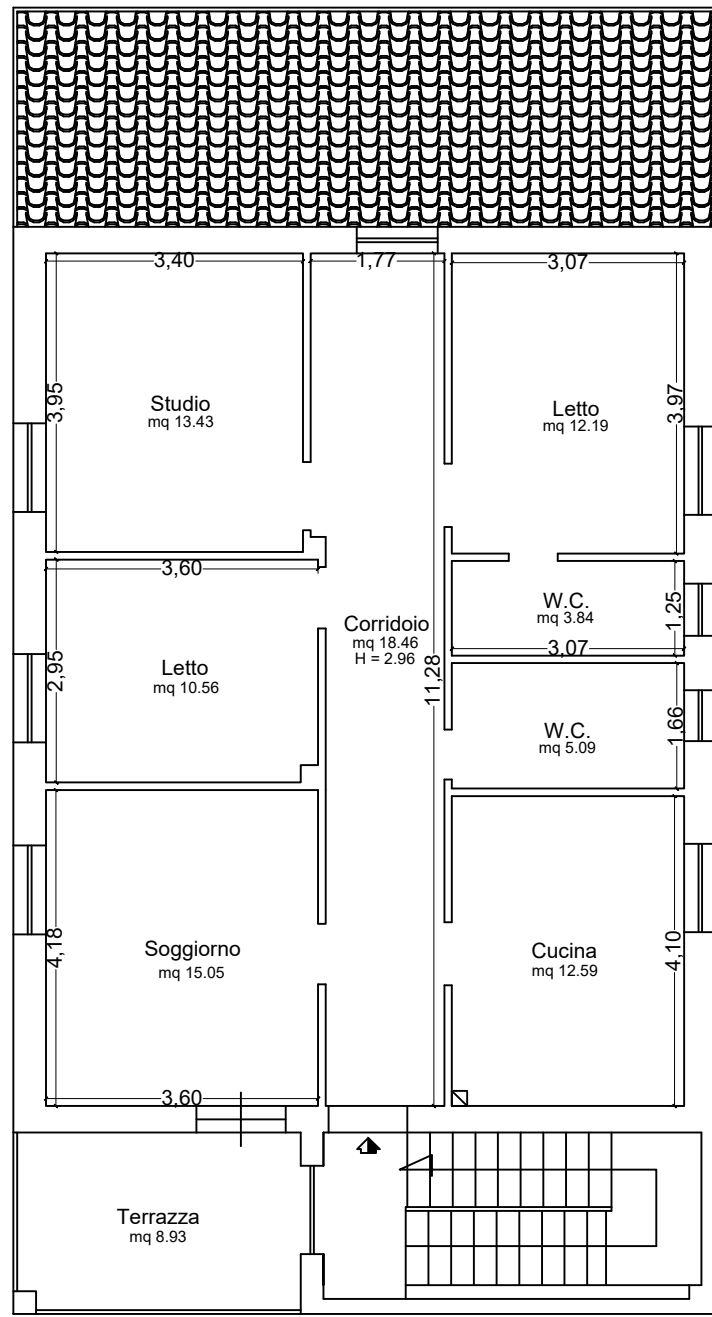 3,40
1,77
3,07
3,95
Studio
mq 13.43
Letto
mq 12.19
3,97
3,60
2,95
Letto
mq 10.56
Corridoio
mq 18.46
H = 2.96
11,28
W.C.
mq 3.84
1,25
3,07
W.C.
mq 5.09
1,66
4,18
Soggiorno
mq 15.05
3,60
Cucina
mq 12.59
4,10
Terrazza
mq 8.93